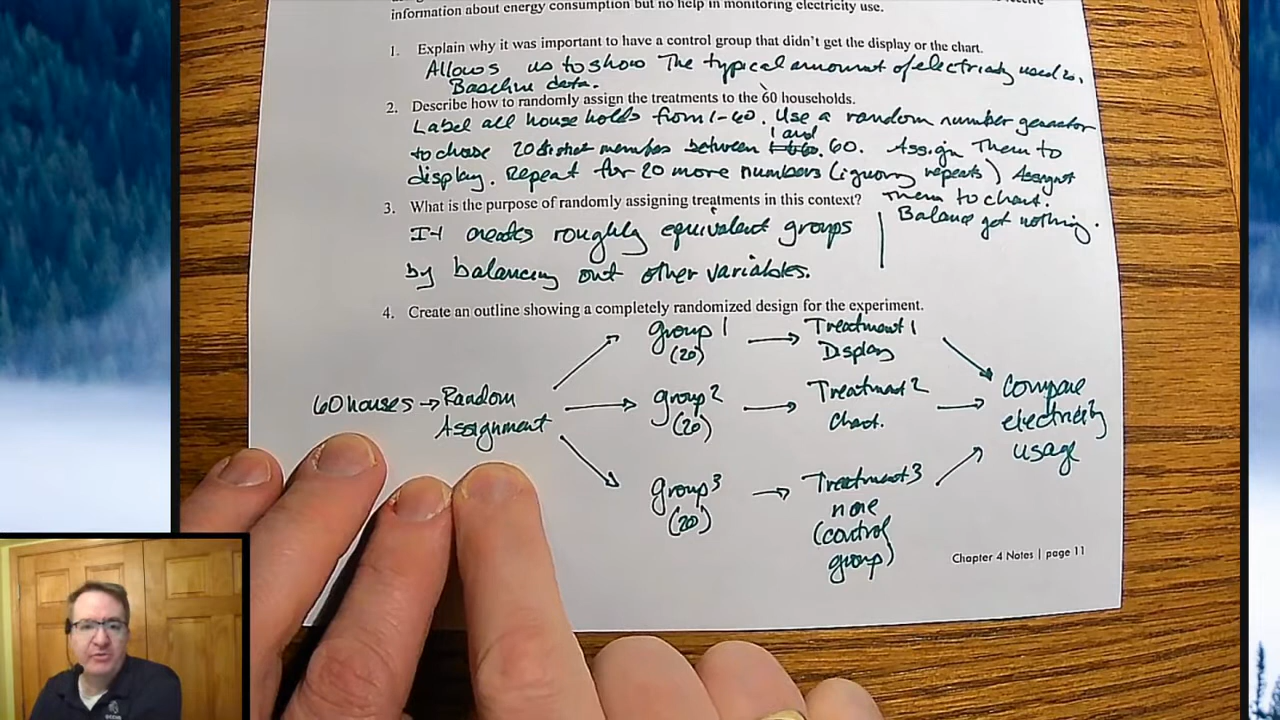 information about energy consumption but no help in monitoring electricity use.
1. Explain why it was important to have a control group that didn't get the display or the chart.
Allows us to show The typical amount of electricity used in,
Baseline data.
2. Describe how to randomly assign the treatments to the 60 households.
Label all households from 1-60. Use a random number generator
to choose 20 distinct numbers between 1 and 60. Assign Them to
display. Repeat for 20 more numbers (ignoring repeats) Assignt
Them to chart.
Balance get nothing.
3. What is the purpose of randomly assigning treatments in this context?
It creates roughly equivalent groups
by balancing out other variables.
4. Create an outline showing a completely randomized design for the experiment.
60 houses → Random
Assignment
group 1
(20)
Treatment 1
Display
group 2
(20)
Treatment 2
Chart.
group 3
(20)
Treatment 3
none
(control
group)
Compare
electricity
usage
Chapter 4 Notes | page 11